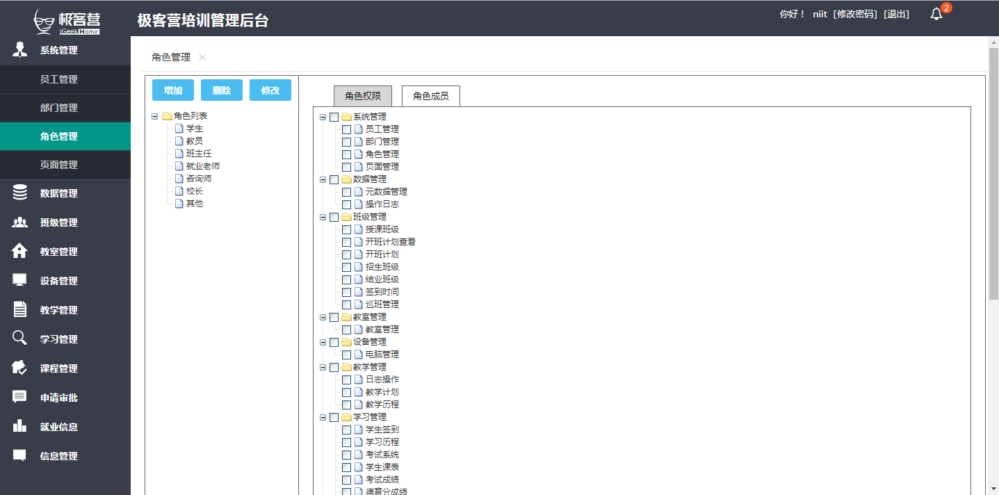 极客营
iGeekHome
极客营培训管理后台
你好！ niit [修改密码] [退出]
2
系统管理
员工管理
部门管理
角色管理
页面管理
数据管理
班级管理
教室管理
设备管理
教学管理
学习管理
课程管理
申请审批
就业信息
信息管理
角色管理
增加 删除 修改
角色列表
学生
教员
班主任
就业老师
咨询师
校长
其他
角色权限 角色成员
系统管理
员工管理
部门管理
角色管理
页面管理
数据管理
元数据管理
操作日志
班级管理
授课班级
开班计划查看
开班计划
招生班级
结业班级
签到时间
巡班管理
教室管理
教室管理
设备管理
电脑管理
教学管理
日志操作
教学计划
教学历程
学习管理
学生签到
学习历程
考试系统
学生课表
考试成绩
德育分成绩